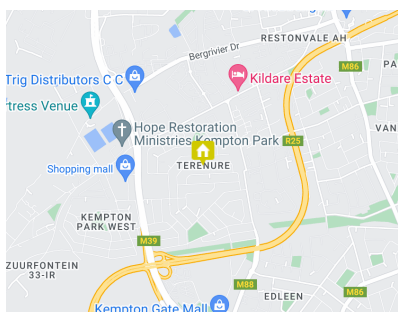 RESTONVALE AH
Bergrivier Dr
M86
PA
Trig Distributors C C
Kildare Estate
rtress Venue
VAN
Hope Restoration
Ministries Kempton Park
R25
Shopping mall
TERENURE
KEMPTON
PARK WEST
M39
ZUURFONTEIN
33-IR
M88
EDLEEN
M86
Kempton Gate Mall